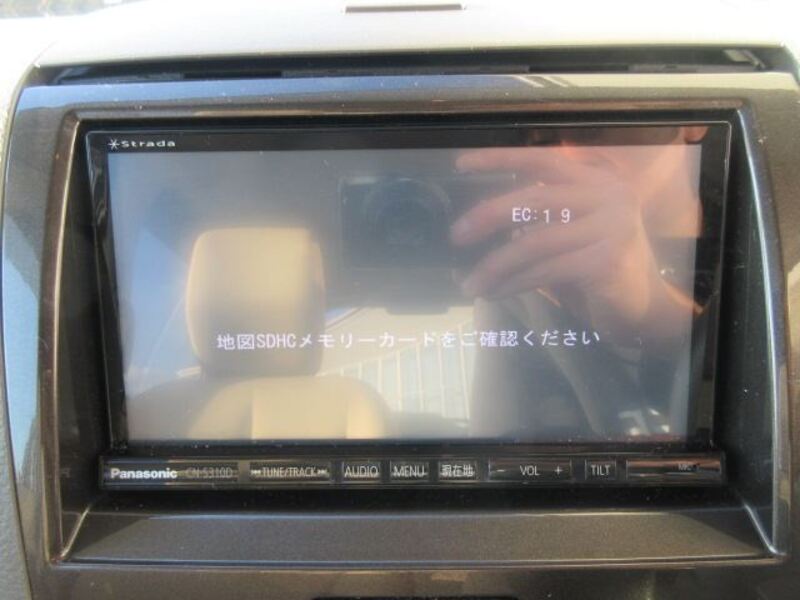 Strada
EC:19
地図SDHCメモリーカードをご確認ください
Panasonic CN-S310D TUNE/TRACK AUDIO MENU 現在地 - VOL + TILT MIC